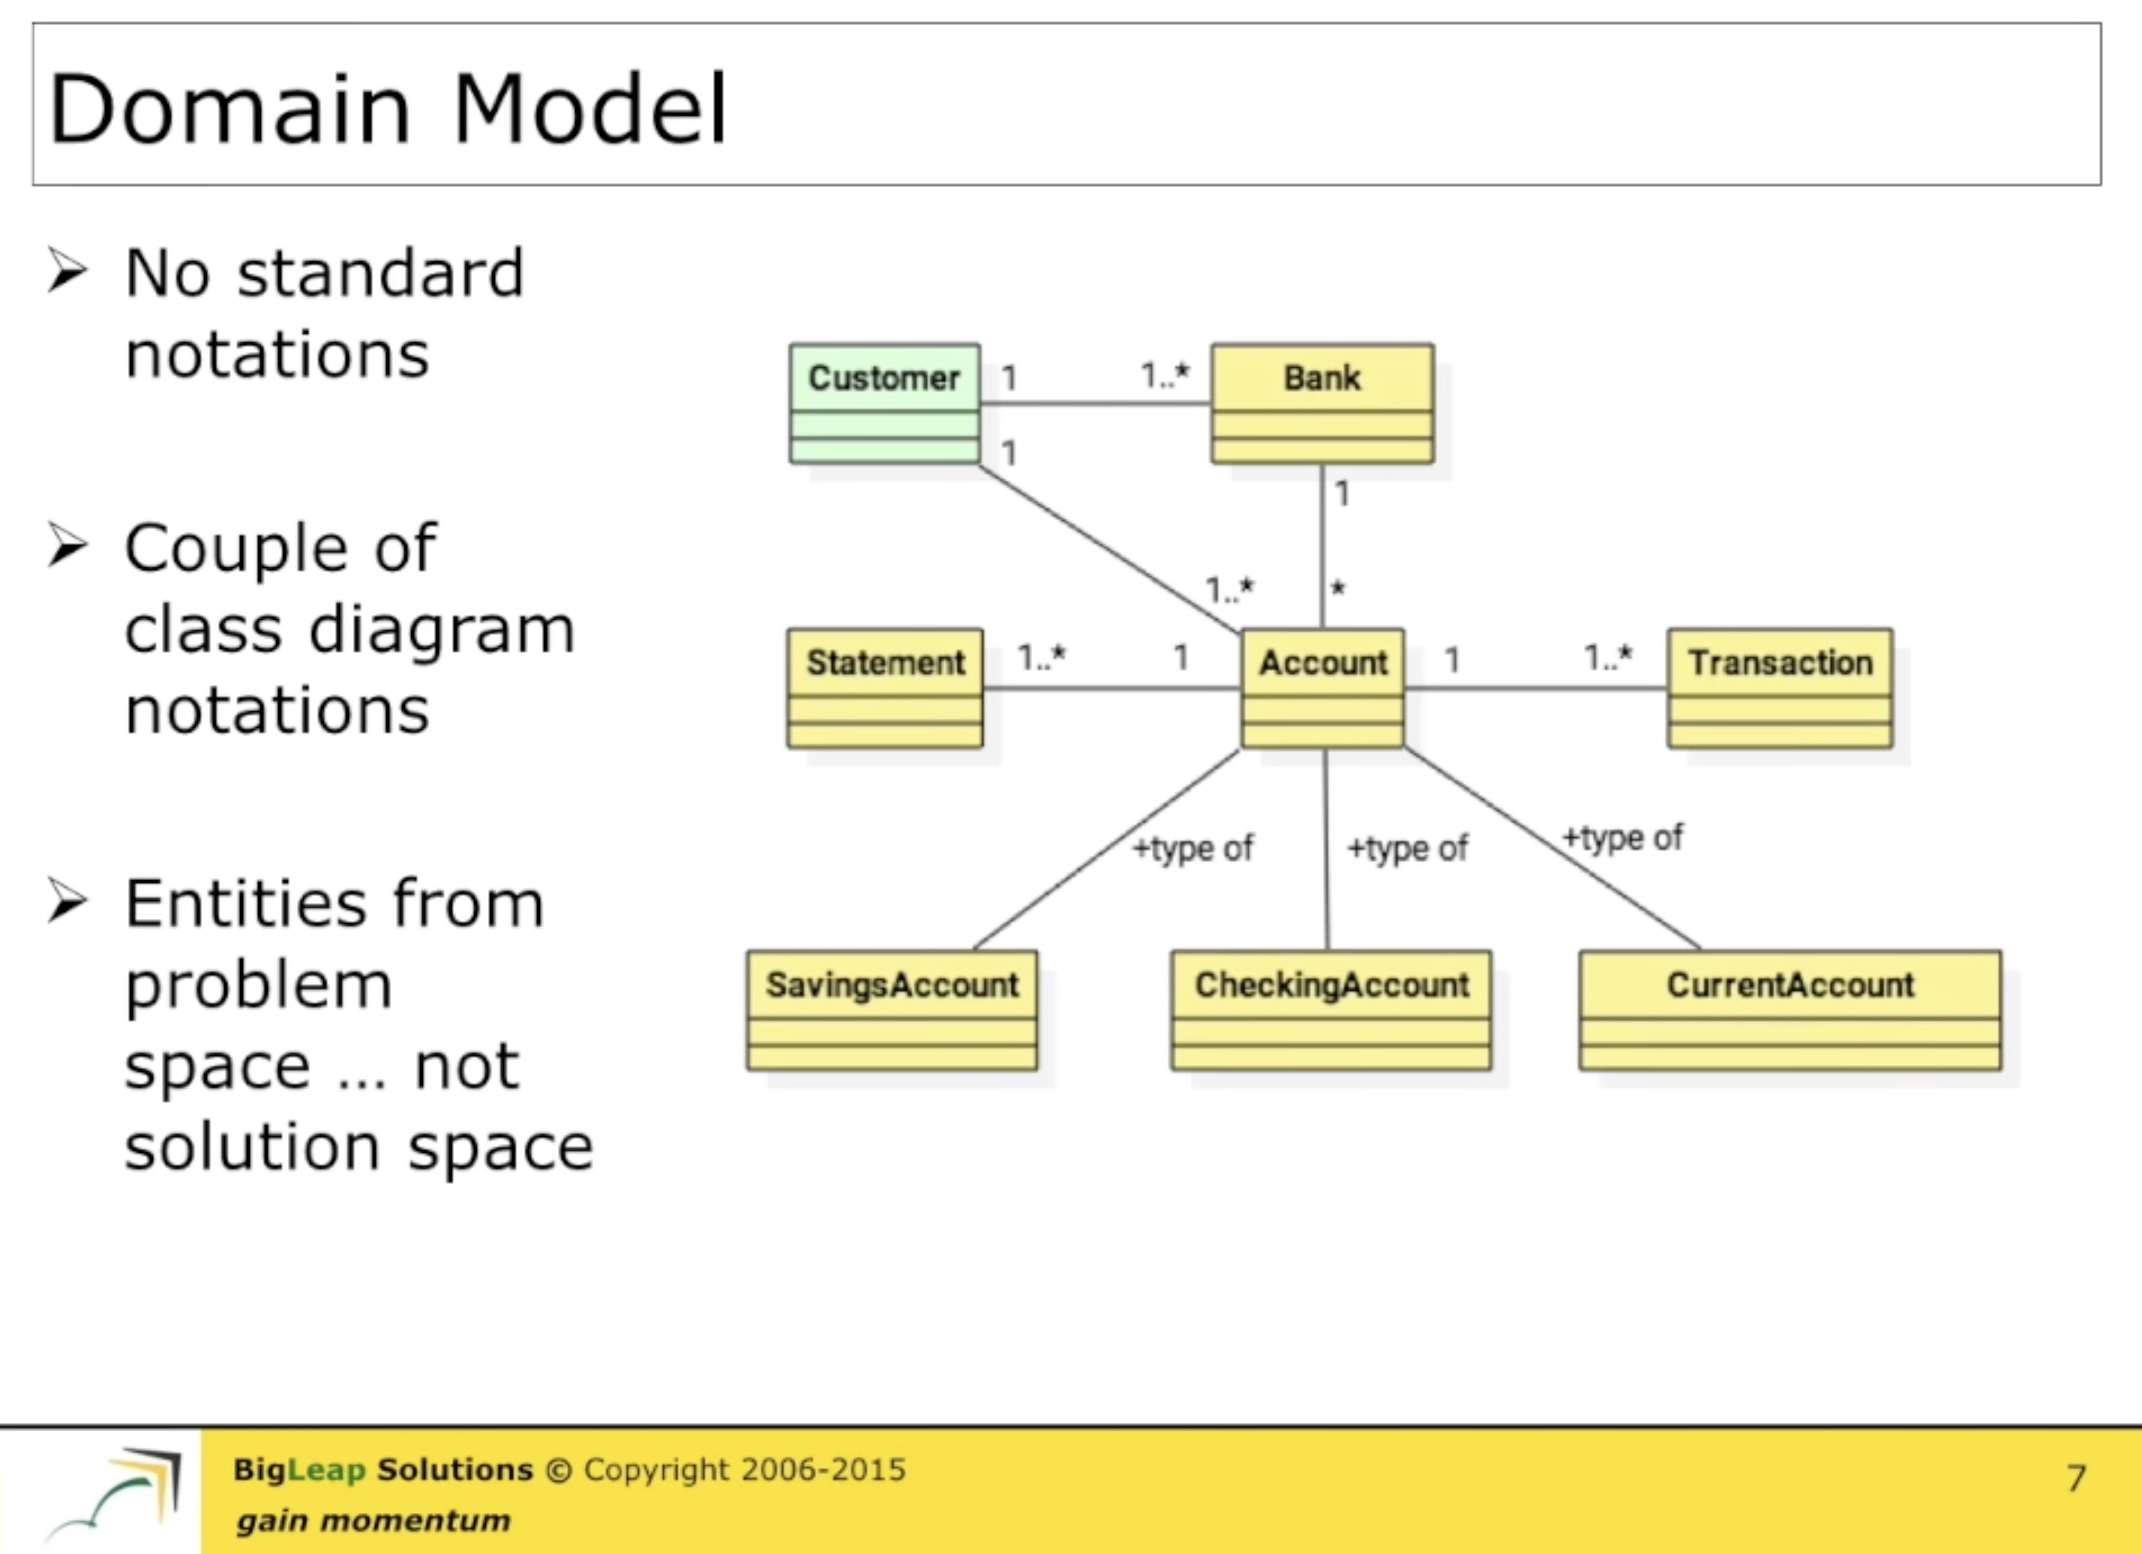 Domain Model
➢ No standard
notations
➢ Couple of
class diagram
notations
➢ Entities from
problem
space ... not
solution space
Customer
1
1..*
Bank
1
1
1..*
*
Statement
1..*
1
Account
1
1..*
Transaction
+type of
+type of
+type of
SavingsAccount
CheckingAccount
CurrentAccount
BigLeap Solutions © Copyright 2006-2015
gain momentum
7